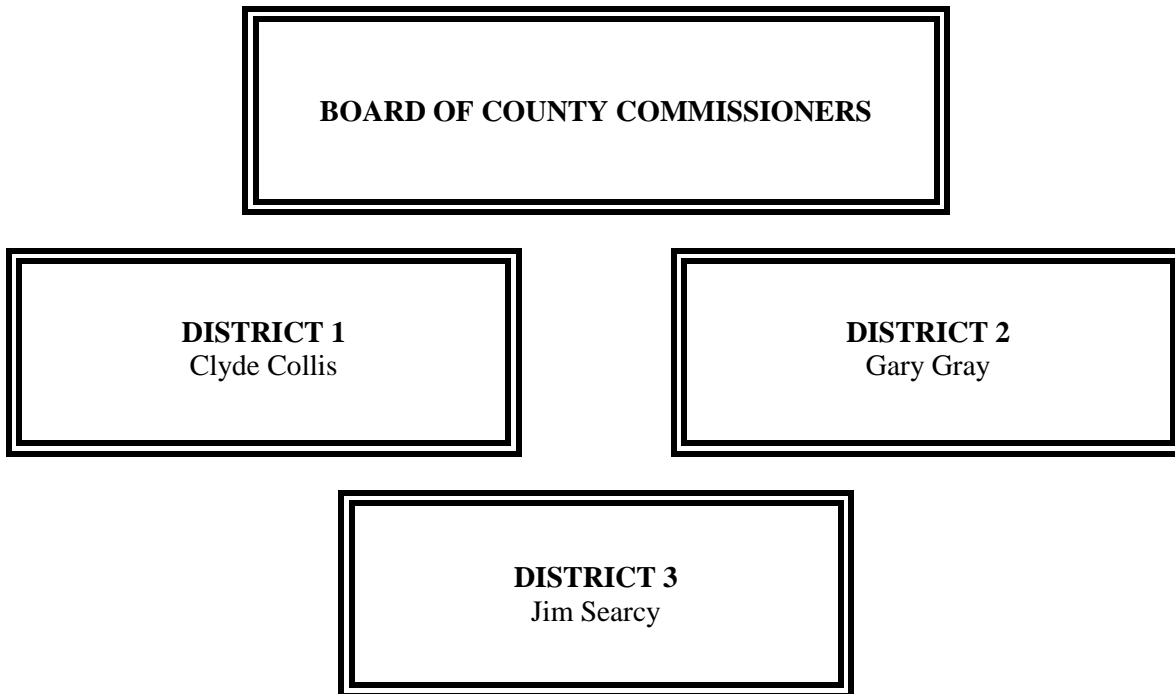 BOARD OF COUNTY COMMISSIONERS
DISTRICT 1
Clyde Collis
DISTRICT 2
Gary Gray
DISTRICT 3
Jim Searcy